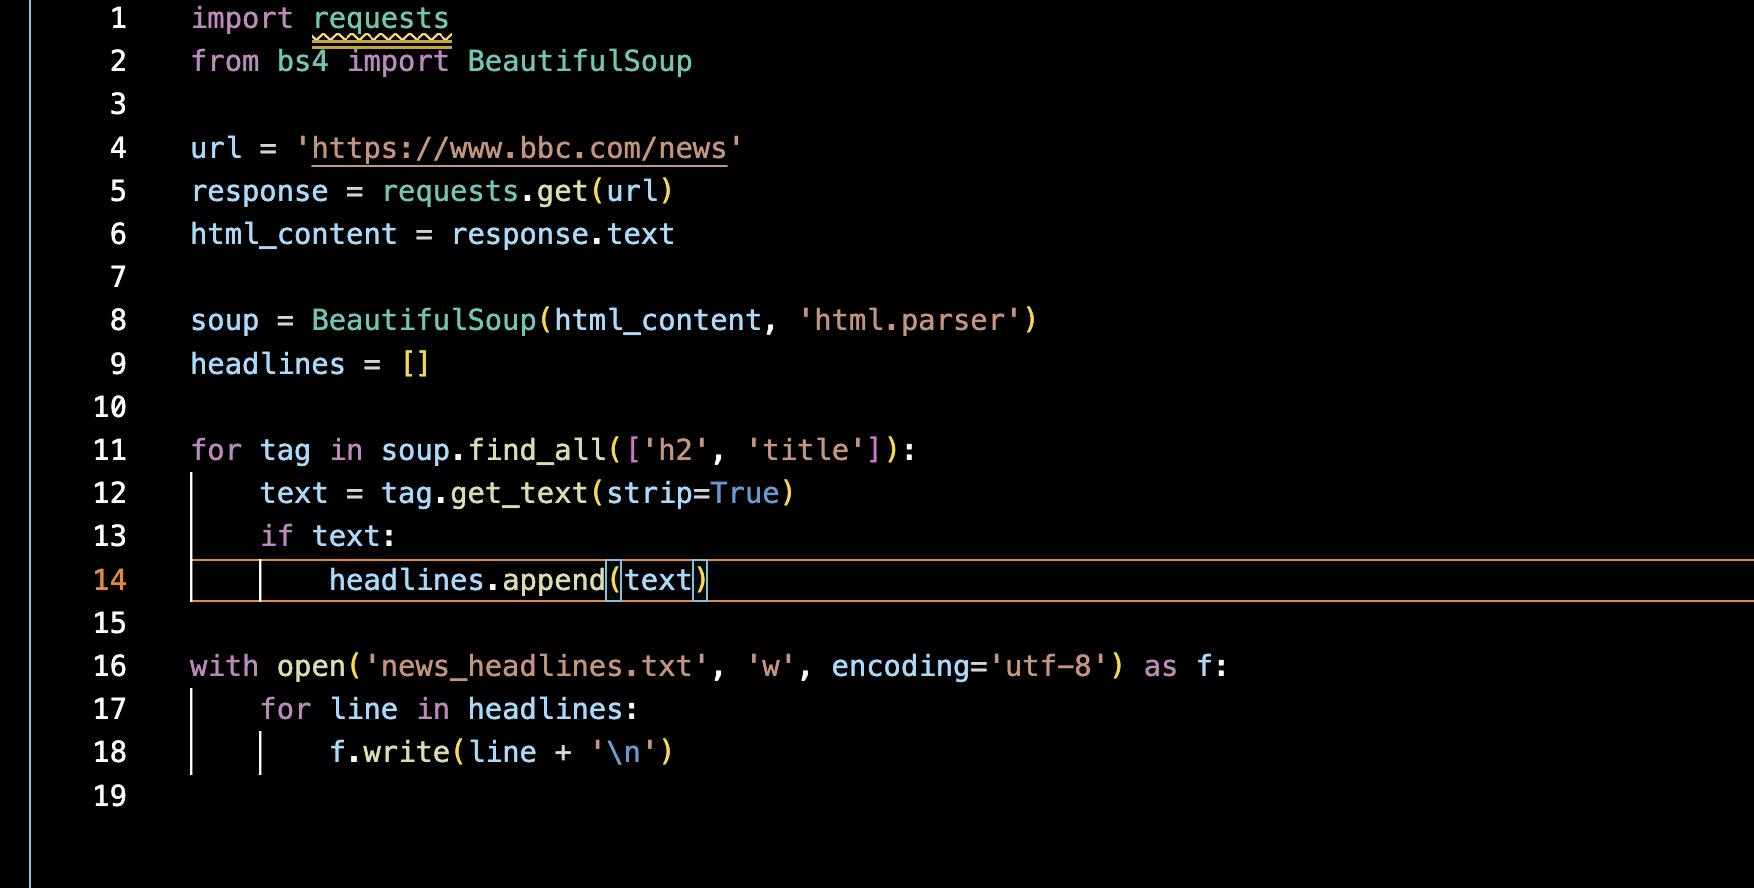 1 import requests
2 from bs4 import BeautifulSoup
3
4 url = 'https://www.bbc.com/news'
5 response = requests.get(url)
6 html_content = response.text
7
8 soup = BeautifulSoup(html_content, 'html.parser')
9 headlines = []
10
11 for tag in soup.find_all(['h2', 'title']):
12     text = tag.get_text(strip=True)
13     if text:
14         headlines.append(text)
15
16 with open('news_headlines.txt', 'w', encoding='utf-8') as f:
17     for line in headlines:
18         f.write(line + '\n')
19